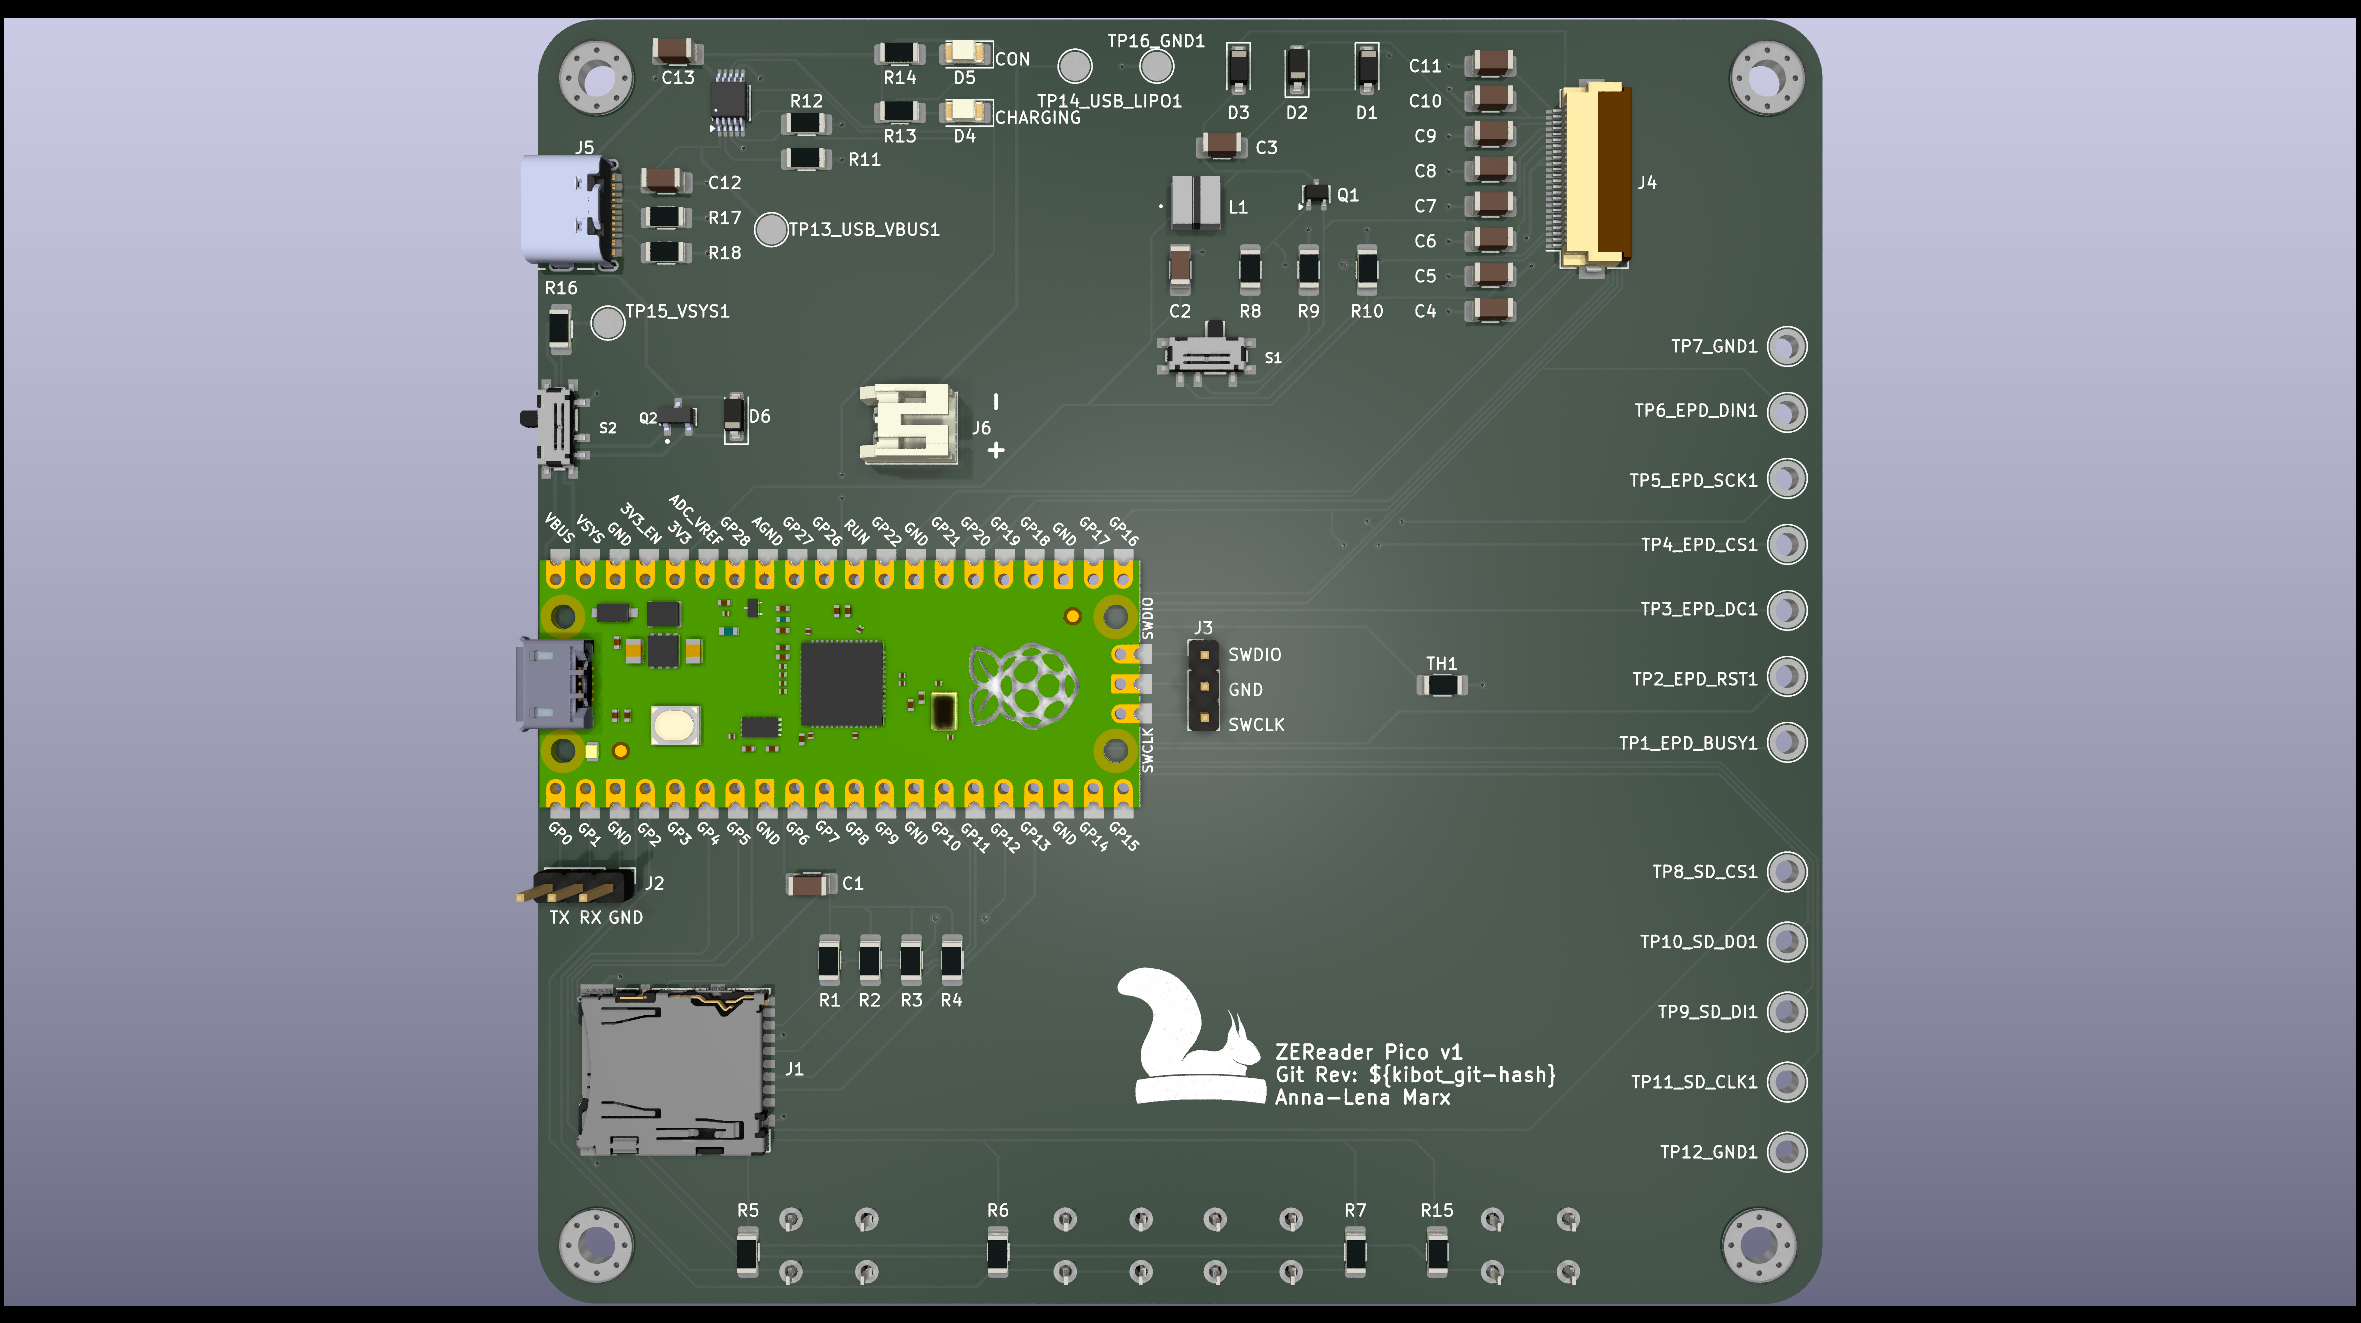 TP16_GND1
C13
R14
D5
CON
TP14_USB_LIPO1
R12
R13
D4
CHARGING
D3
D2
D1
C11
C10
C9
C8
C7
C6
C5
C4
J5
R11
C3
C12
R17
R18
TP13_USB_VBUS1
L1
Q1
J4
R16
TP15_VSYS1
C2
R8
R9
R10
S1
S2
Q2
D6
J6
-
+
TP7_GND1
TP6_EPD_DIN1
TP5_EPD_SCK1
TP4_EPD_CS1
TP3_EPD_DC1
TP2_EPD_RST1
TP1_EPD_BUSY1
VBUS
VSYS
GND
3V3_EN
3V3
ADC_VREF
GP28
AGND
GP27
GP26
RUN
GP22
GND
GP21
GP20
GP19
GP18
GND
GP17
GP16
SWDIO
SWCLK
J3
SWDIO
GND
SWCLK
TH1
GP0
GP1
GND
GP2
GP3
GP4
GP5
GND
GP6
GP7
GP8
GP9
GND
GP10
GP11
GP12
GP13
GND
GP14
GP15
J2
TX RX GND
C1
R1
R2
R3
R4
J1
ZEReader Pico v1
Git Rev: ${kibot_git-hash}
Anna-Lena Marx
TP8_SD_CS1
TP10_SD_DO1
TP9_SD_DI1
TP11_SD_CLK1
TP12_GND1
R5
R6
R7
R15